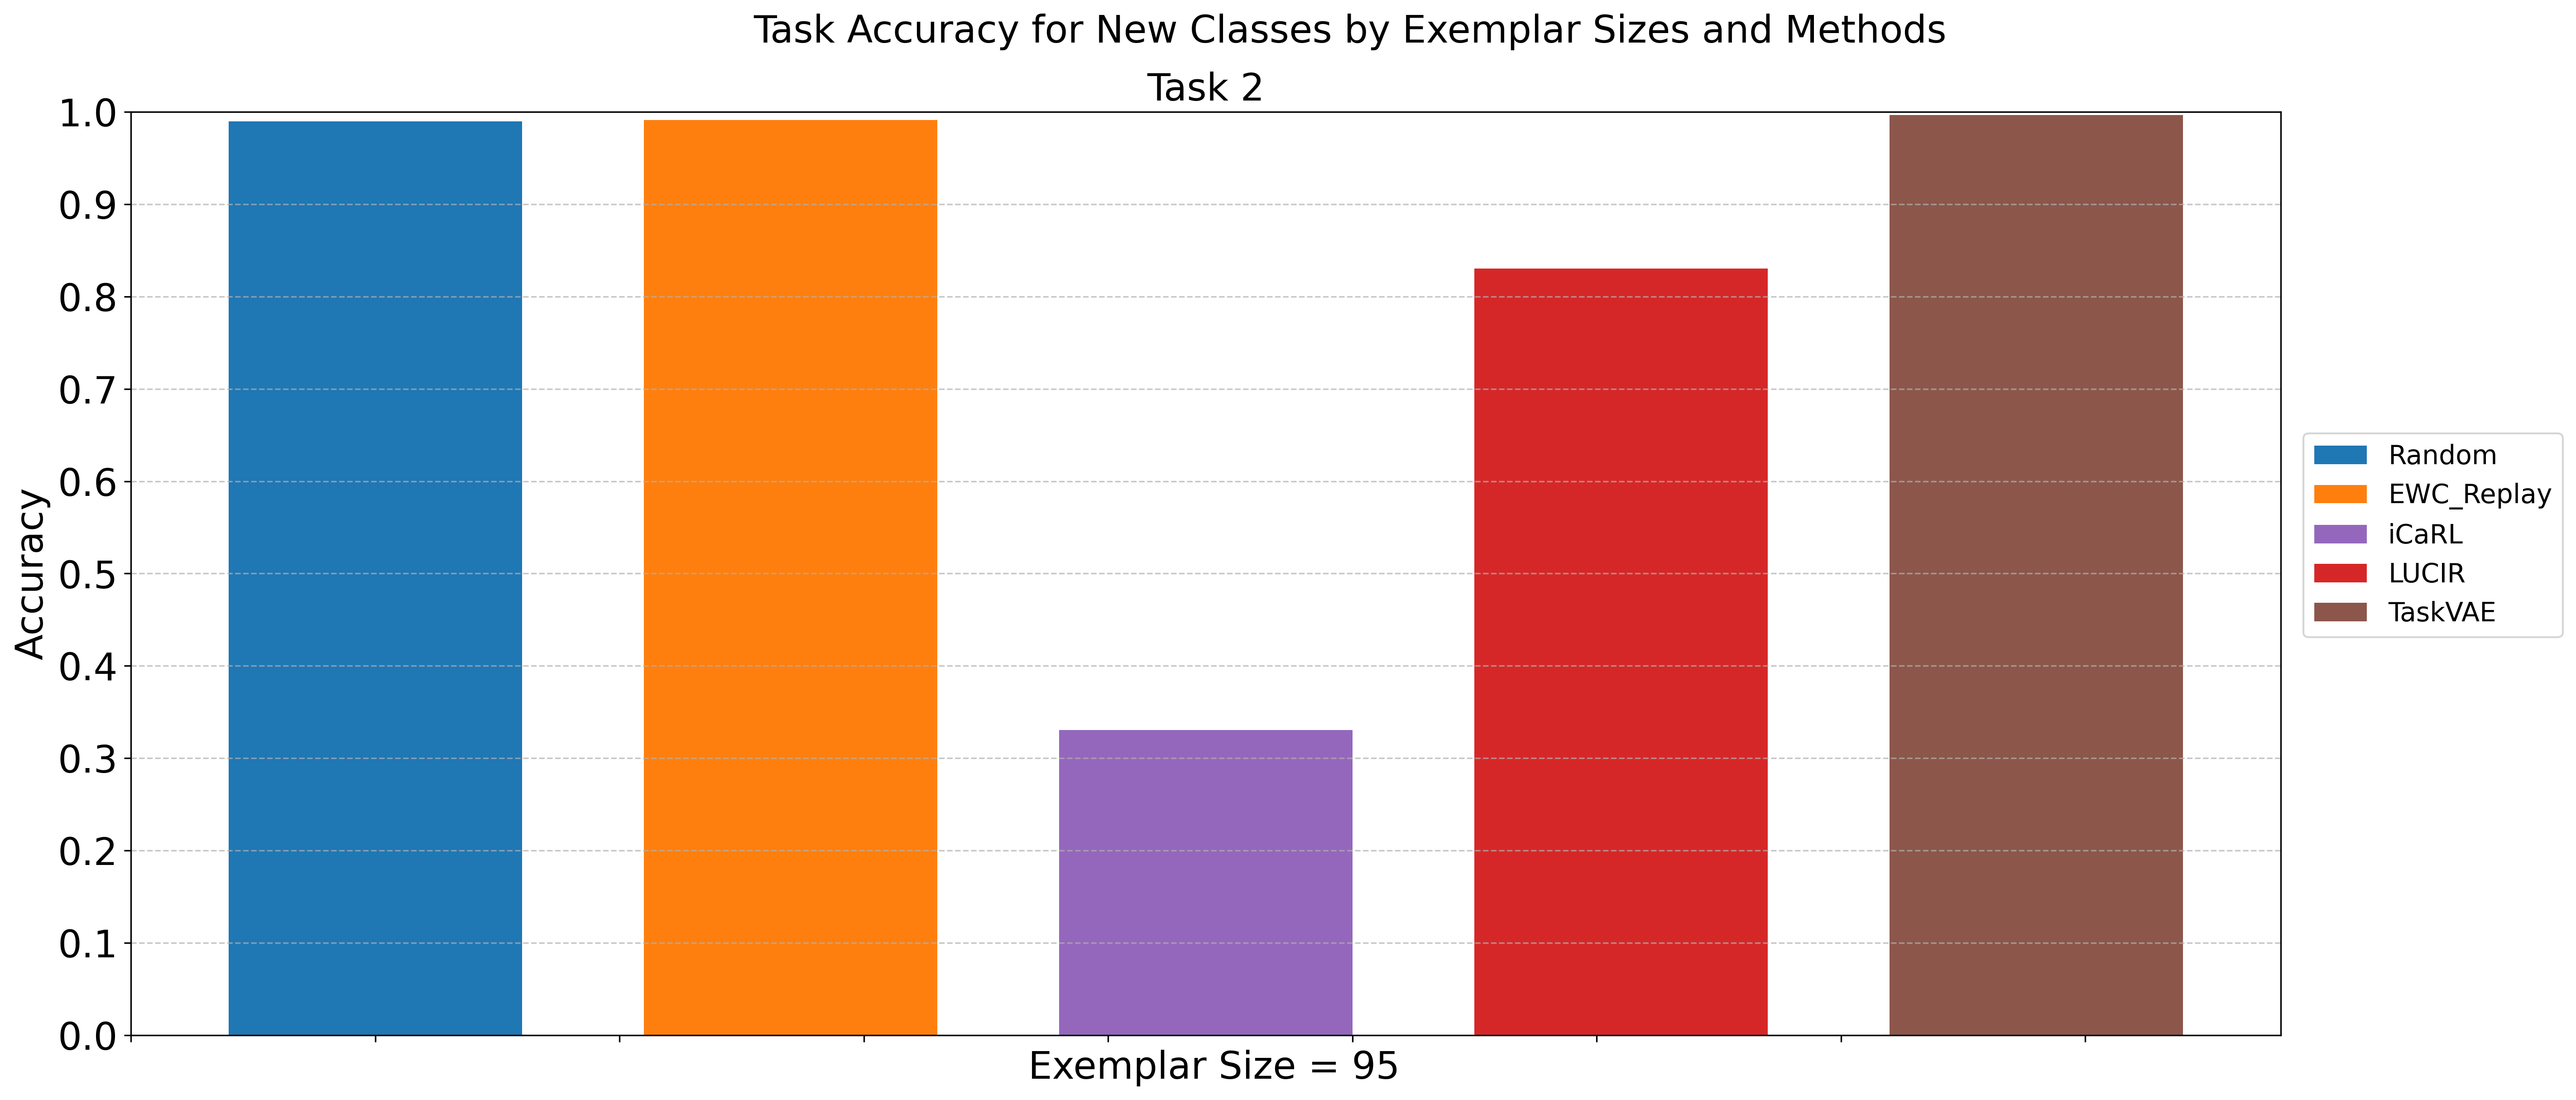 Task Accuracy for New Classes by Exemplar Sizes and Methods
Task 2
1.0
0.9
0.8
0.7
0.6
0.5
0.4
0.3
0.2
0.1
0.0
Accuracy
Exemplar Size = 95
Random
EWC_Replay
iCaRL
LUCIR
TaskVAE